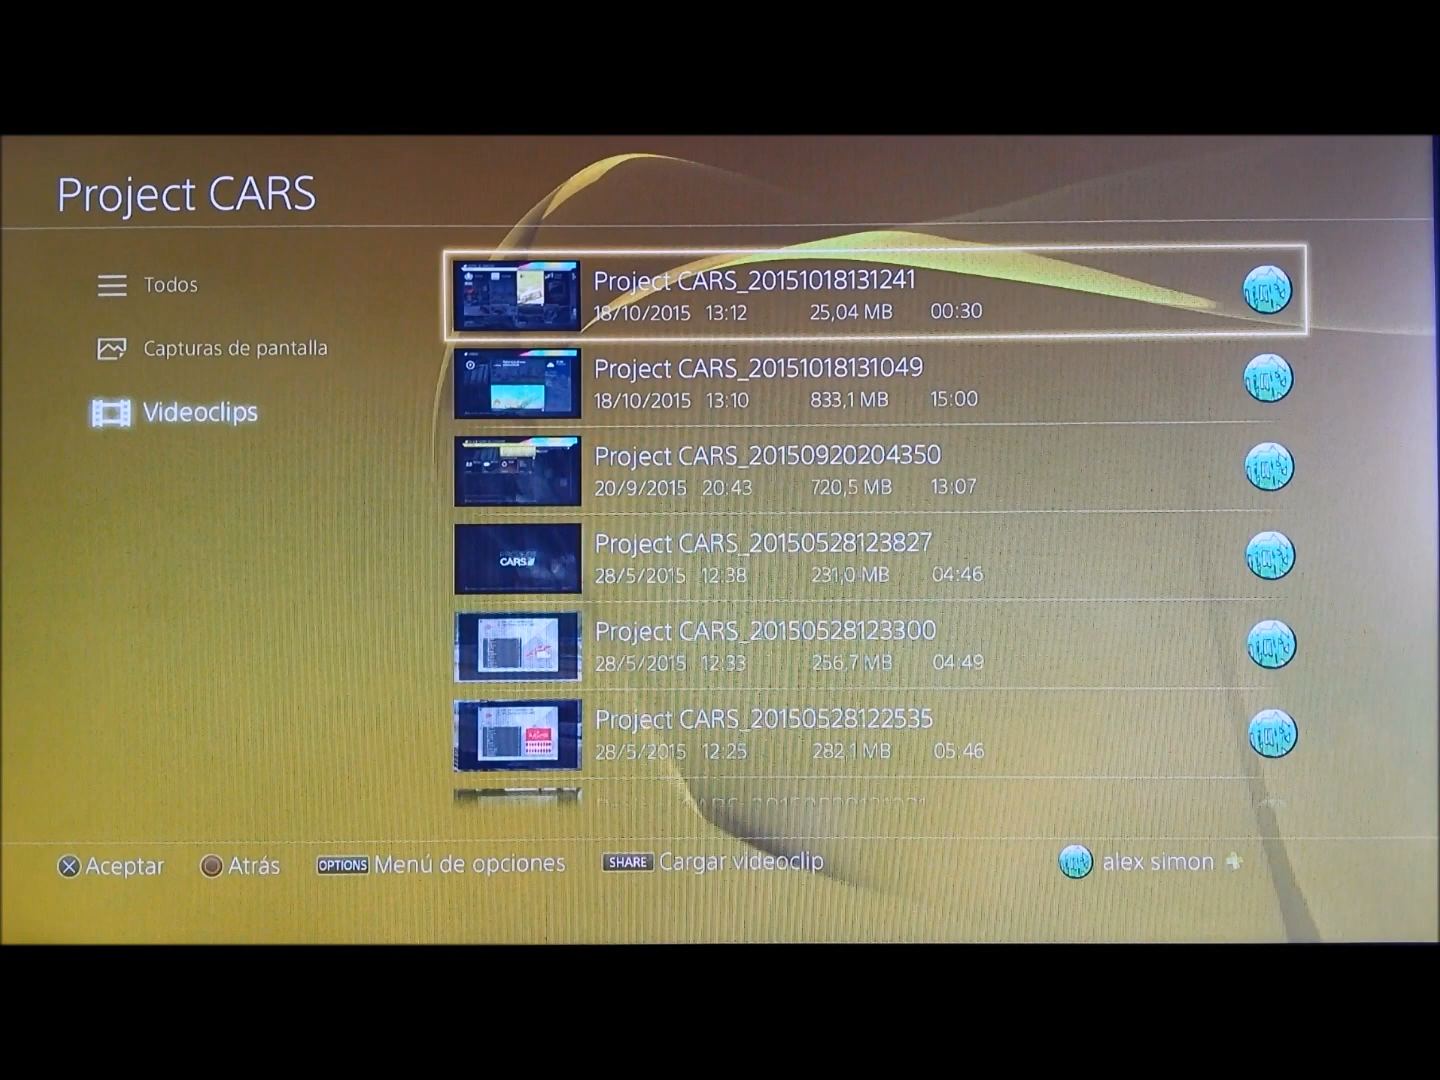 Project CARS
Todos
Capturas de pantalla
Videoclips
Project CARS_20151018131241
18/10/2015 13:12 25,04 MB 00:30
Project CARS_20151018131049
18/10/2015 13:10 833,1 MB 15:00
Project CARS_20150920204350
20/9/2015 20:43 720,5 MB 13:07
CARS
Project CARS_20150528123827
28/5/2015 12:38 231,0 MB 04:46
Project CARS_20150528123300
28/5/2015 12:33 256,7 MB 04:49
Project CARS_20150528122535
28/5/2015 12:25 282,1 MB 05:46
Aceptar Atrás OPTIONS Menú de opciones SHARE Cargar videoclip alex simon